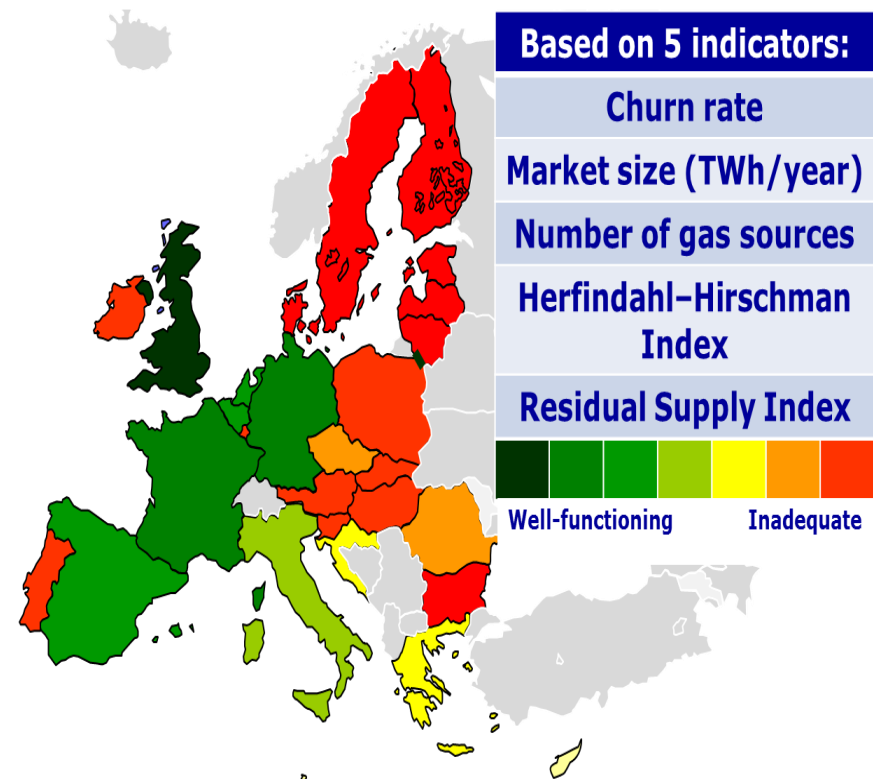 Based on 5 indicators:
Churn rate
Market size (TWh/year)
Number of gas sources
Herfindahl–Hirschman
Index
Residual Supply Index
Well-functioning
Inadequate